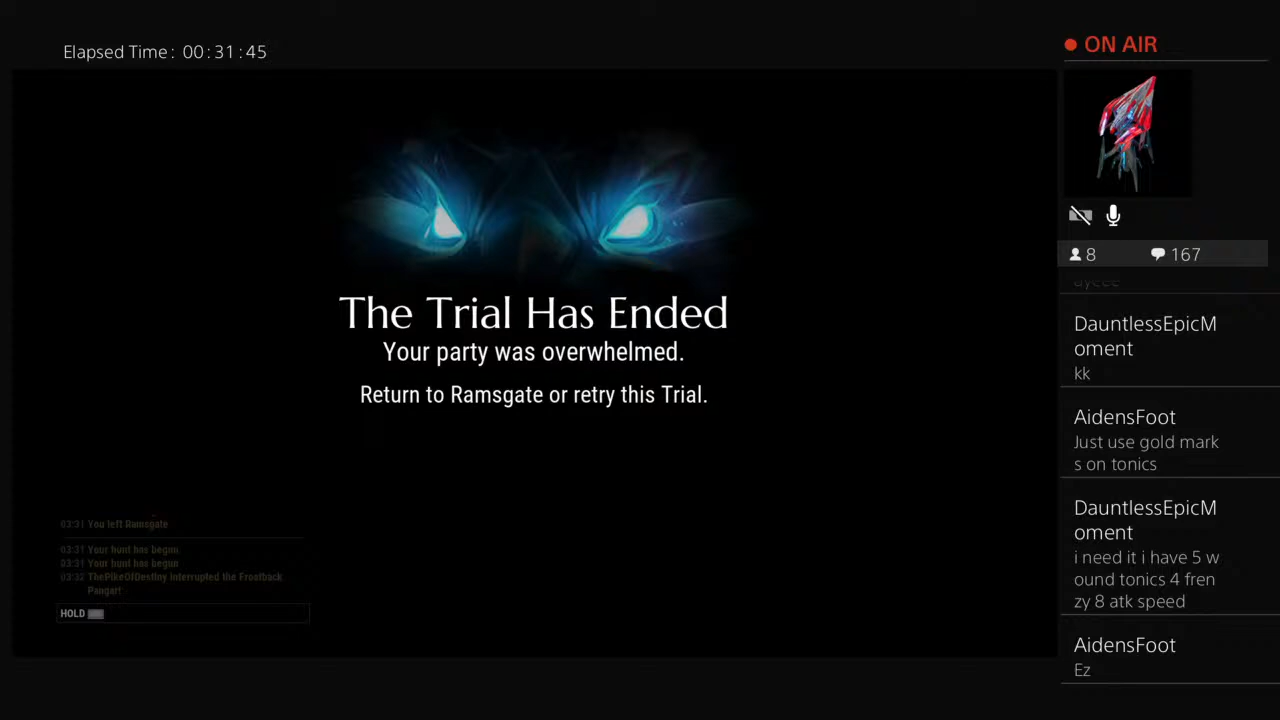 Elapsed Time: 00:31:45
ON AIR
8 167
ayeee
DauntlessEpicM
oment
kk
AidensFoot
Just use gold mark
s on tonics
DauntlessEpicM
oment
i need it i have 5 w
ound tonics 4 fren
zy 8 atk speed
AidensFoot
Ez
The Trial Has Ended
Your party was overwhelmed.
Return to Ramsgate or retry this Trial.
03:31 You left Ramsgate
03:31 Your hunt has begun
03:31 Your hunt has begun
03:32 ThePikeOfDestiny interrupted the Frostback
Pangar!
HOLD